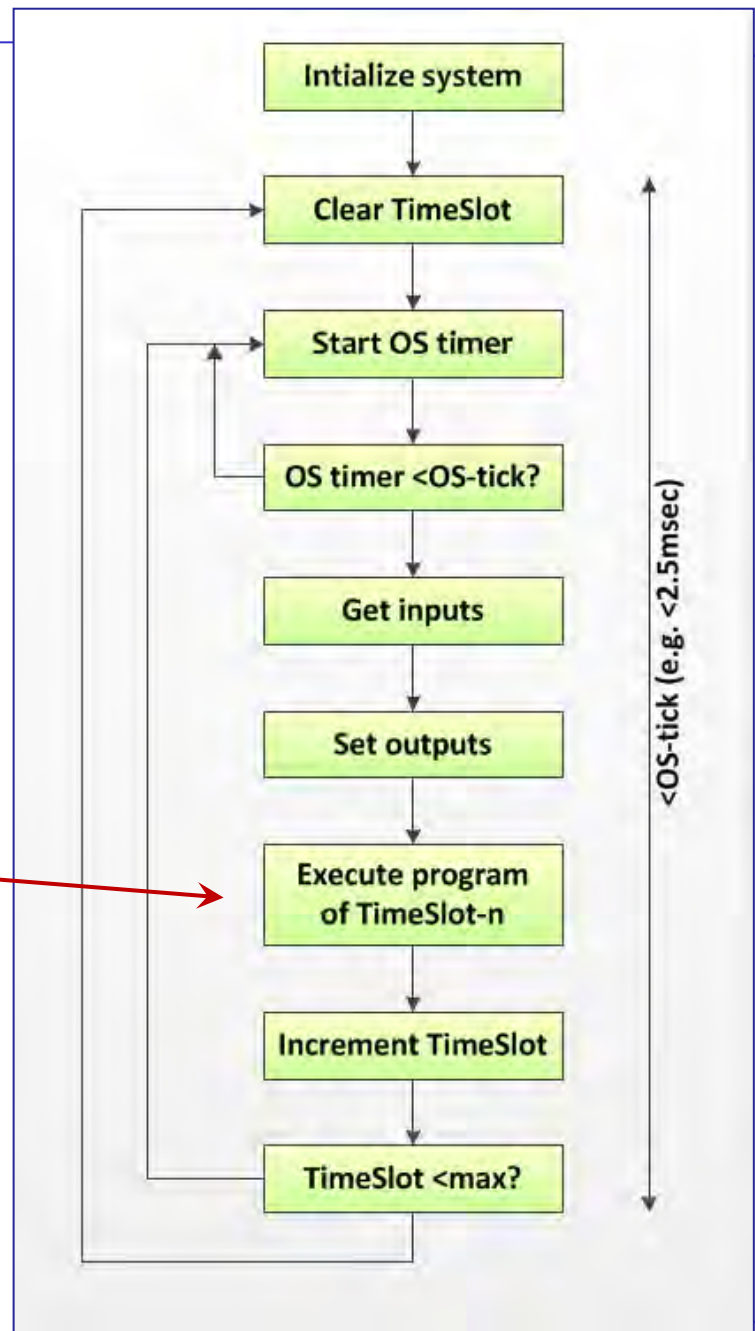 Intialize system
Clear TimeSlot
Start OS timer
OS timer <OS-tick?
Get inputs
Set outputs
Execute program
of TimeSlot-n
Increment TimeSlot
TimeSlot <max?
<OS-tick (e.g. <2.5msec)